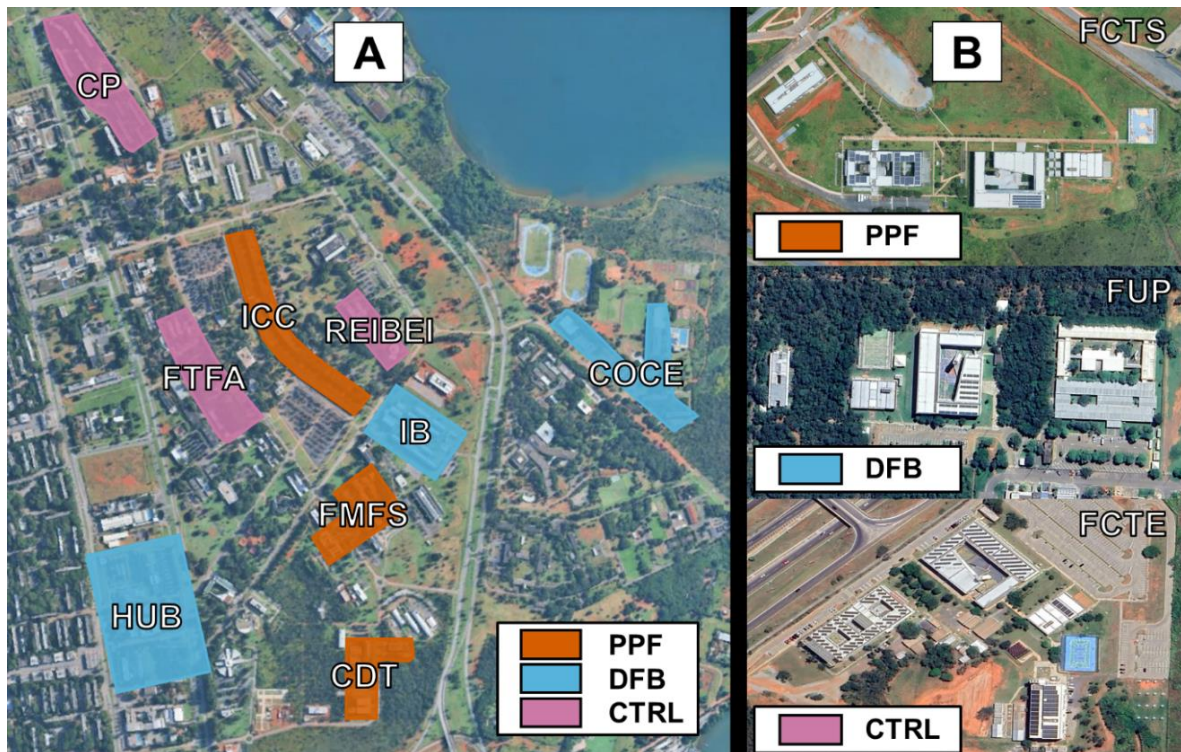 A
CP
ICC
REIBEI
FTFA
COCE
IB
FMFS
HUB
CDT
PPF
DFB
CTRL
B
FCTS
PPF
FUP
DFB
FCTE
CTRL